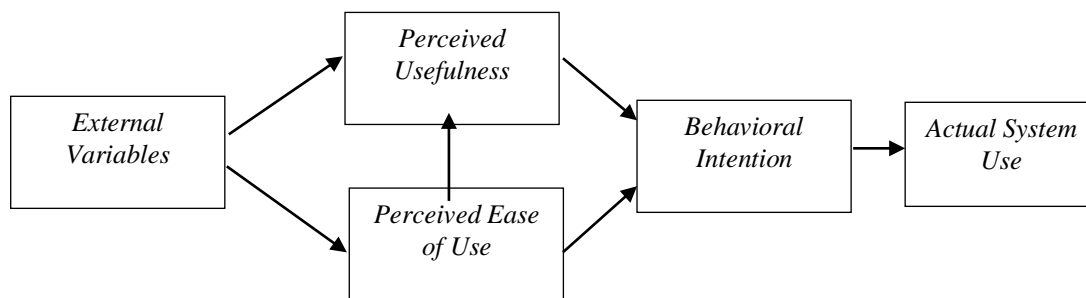 External
Variables
Perceived
Usefulness
Perceived Ease
of Use
Behavioral
Intention
Actual System
Use